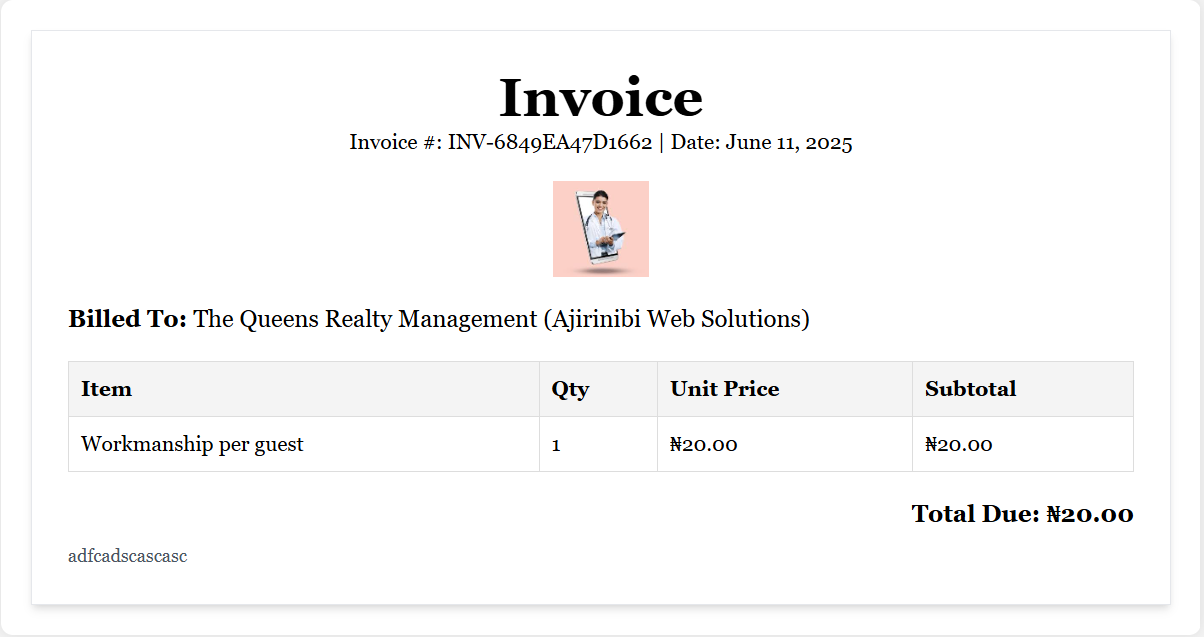 Invoice
Invoice #: INV-6849EA47D1662 | Date: June 11, 2025
Billed To: The Queens Realty Management (Ajirinibi Web Solutions)
Item Qty Unit Price Subtotal
Workmanship per guest 1 ₦20.00 ₦20.00
Total Due: ₦20.00
adfcadscascasc